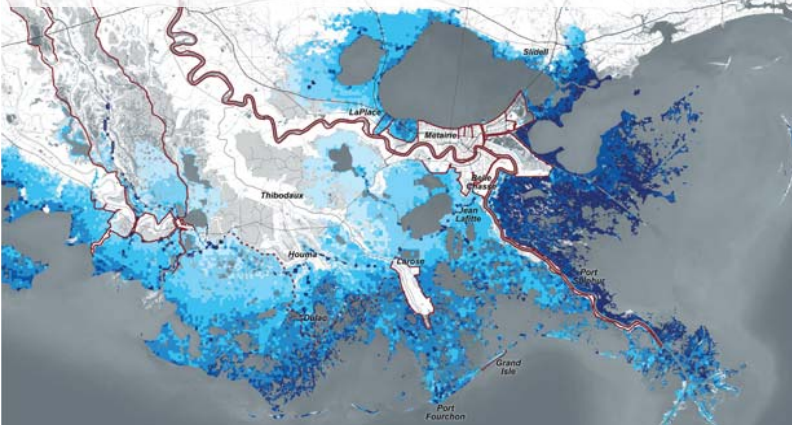 Slidell
LaPlace
Metairie
Belle
Chasse
Thibodaux
Jean
Lafitte
Houma
Larose
Port
Sulphur
Dulac
Grand
Isle
Port
Fourchon